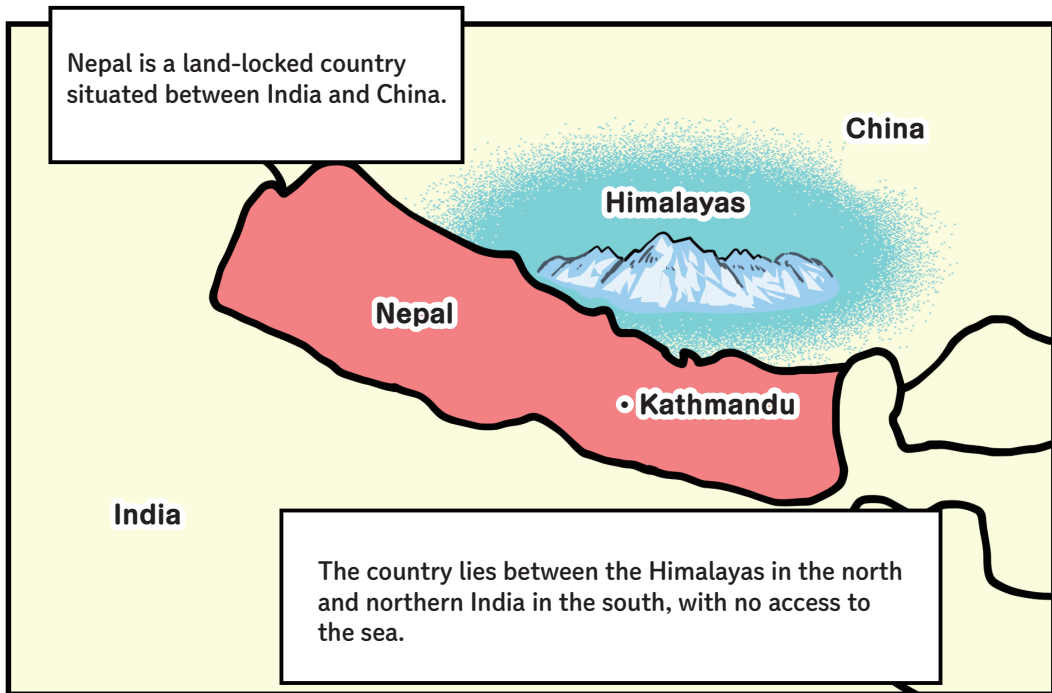 Nepal is a land-locked country
situated between India and China.
China
Himalayas
Nepal
Kathmandu
India
The country lies between the Himalayas in the north
and northern India in the south, with no access to
the sea.